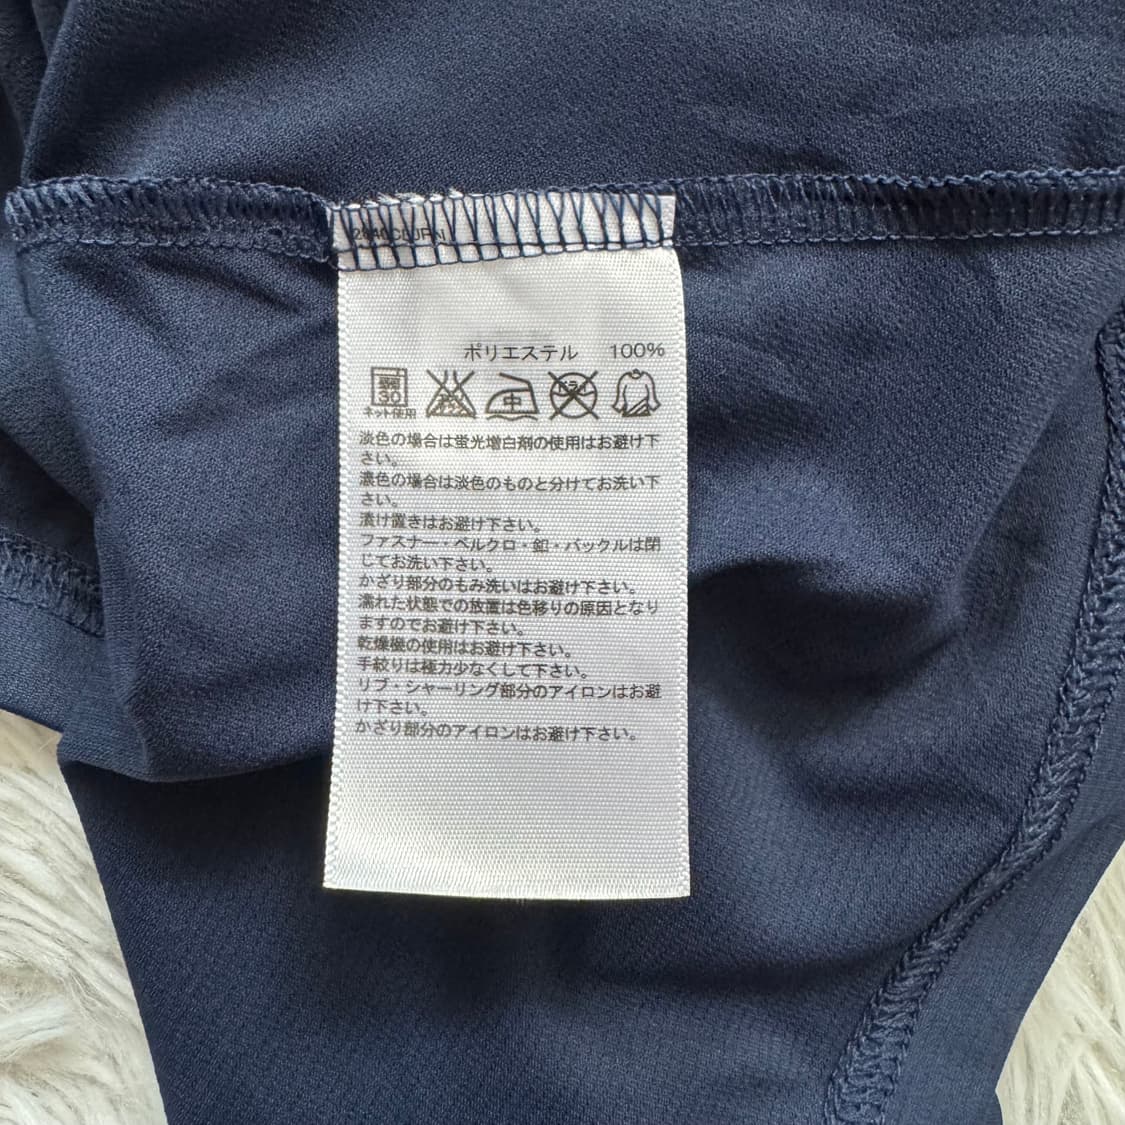 ポリエステル 100%
弱 30 中 ドライ
ネット使用
淡色の場合は蛍光増白剤の使用はお避け下
さい。
濃色の場合は淡色のものと分けてお洗い下
さい。
漬け置きはお避け下さい。
ファスナー・ベルクロ・釦・バックルは閉
じてお洗い下さい。
かざり部分のもみ洗いはお避け下さい。
濡れた状態での放置は色移りの原因となり
ますのでお避け下さい。
乾燥機の使用はお避け下さい。
手絞りは極力少なくして下さい。
リブ・シャーリング部分のアイロンはお避
け下さい。
かざり部分のアイロンはお避け下さい。